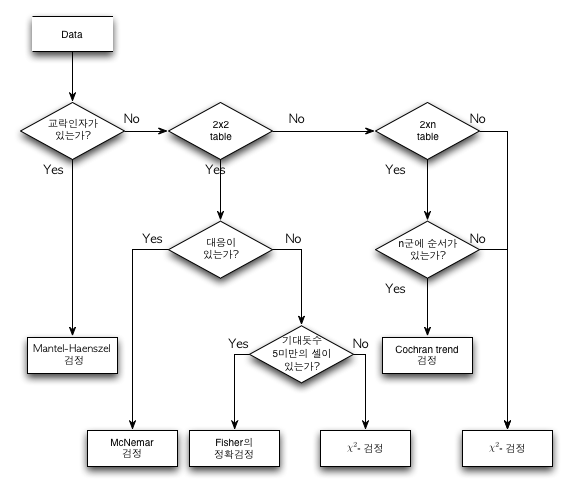 Data
교락인자가
있는가?
No
2x2
table
No
2xn
table
No
Yes
Yes
Yes
대응이
있는가?
Yes
No
n군에 순서가
있는가?
No
Yes
Mantel-Haenszel
검정
기대돗수
5미만의 셀이
있는가?
Yes
No
Cochran trend
검정
McNemar
검정
Fisher의
정확검정
χ²- 검정
χ²- 검정